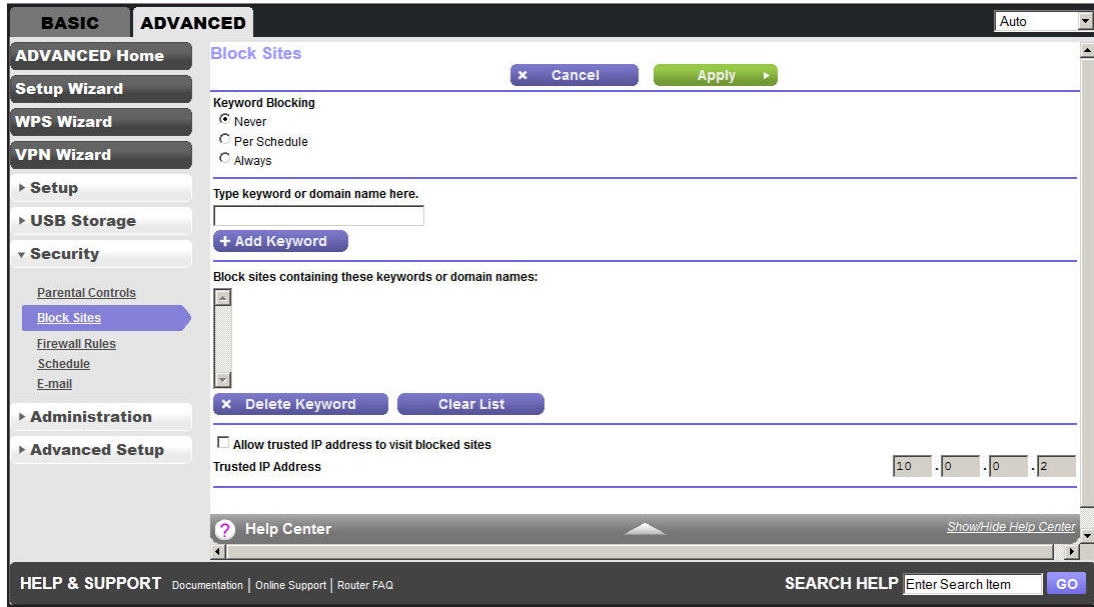 BASIC ADVANCED Auto
ADVANCED Home
Setup Wizard
WPS Wizard
VPN Wizard
Setup
USB Storage
Security
Parental Controls
Block Sites
Firewall Rules
Schedule
E-mail
Administration
Advanced Setup
Block Sites
× Cancel Apply
Keyword Blocking
Never
Per Schedule
Always
Type keyword or domain name here.
+ Add Keyword
Block sites containing these keywords or domain names:
× Delete Keyword Clear List
Allow trusted IP address to visit blocked sites
Trusted IP Address 10 . 0 . 0 . 2
? Help Center Show/Hide Help Center
HELP & SUPPORT Documentation | Online Support | Router FAQ SEARCH HELP Enter Search Item GO